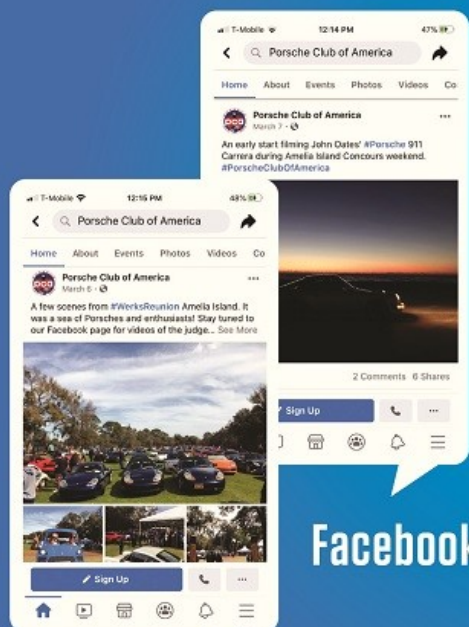 T-Mobile 12:14 PM 47%
Porsche Club of America
Home About Events Photos Videos Co
Porsche Club of America
March 7
An early start filming John Oates' #Porsche 911
Carrera during Amelia Island Concours weekend.
#PorscheClubOfAmerica
2 Comments 6 Shares
Sign Up
T-Mobile 12:15 PM 48%
Porsche Club of America
Home About Events Photos Videos Co
pca
Porsche Club of America
March 6
A few scenes from #WerksReunion Amelia Island. It
was a sea of Porsches and enthusiasts! Stay tuned to
our Facebook page for videos of the judge... See More
Sign Up
Facebook